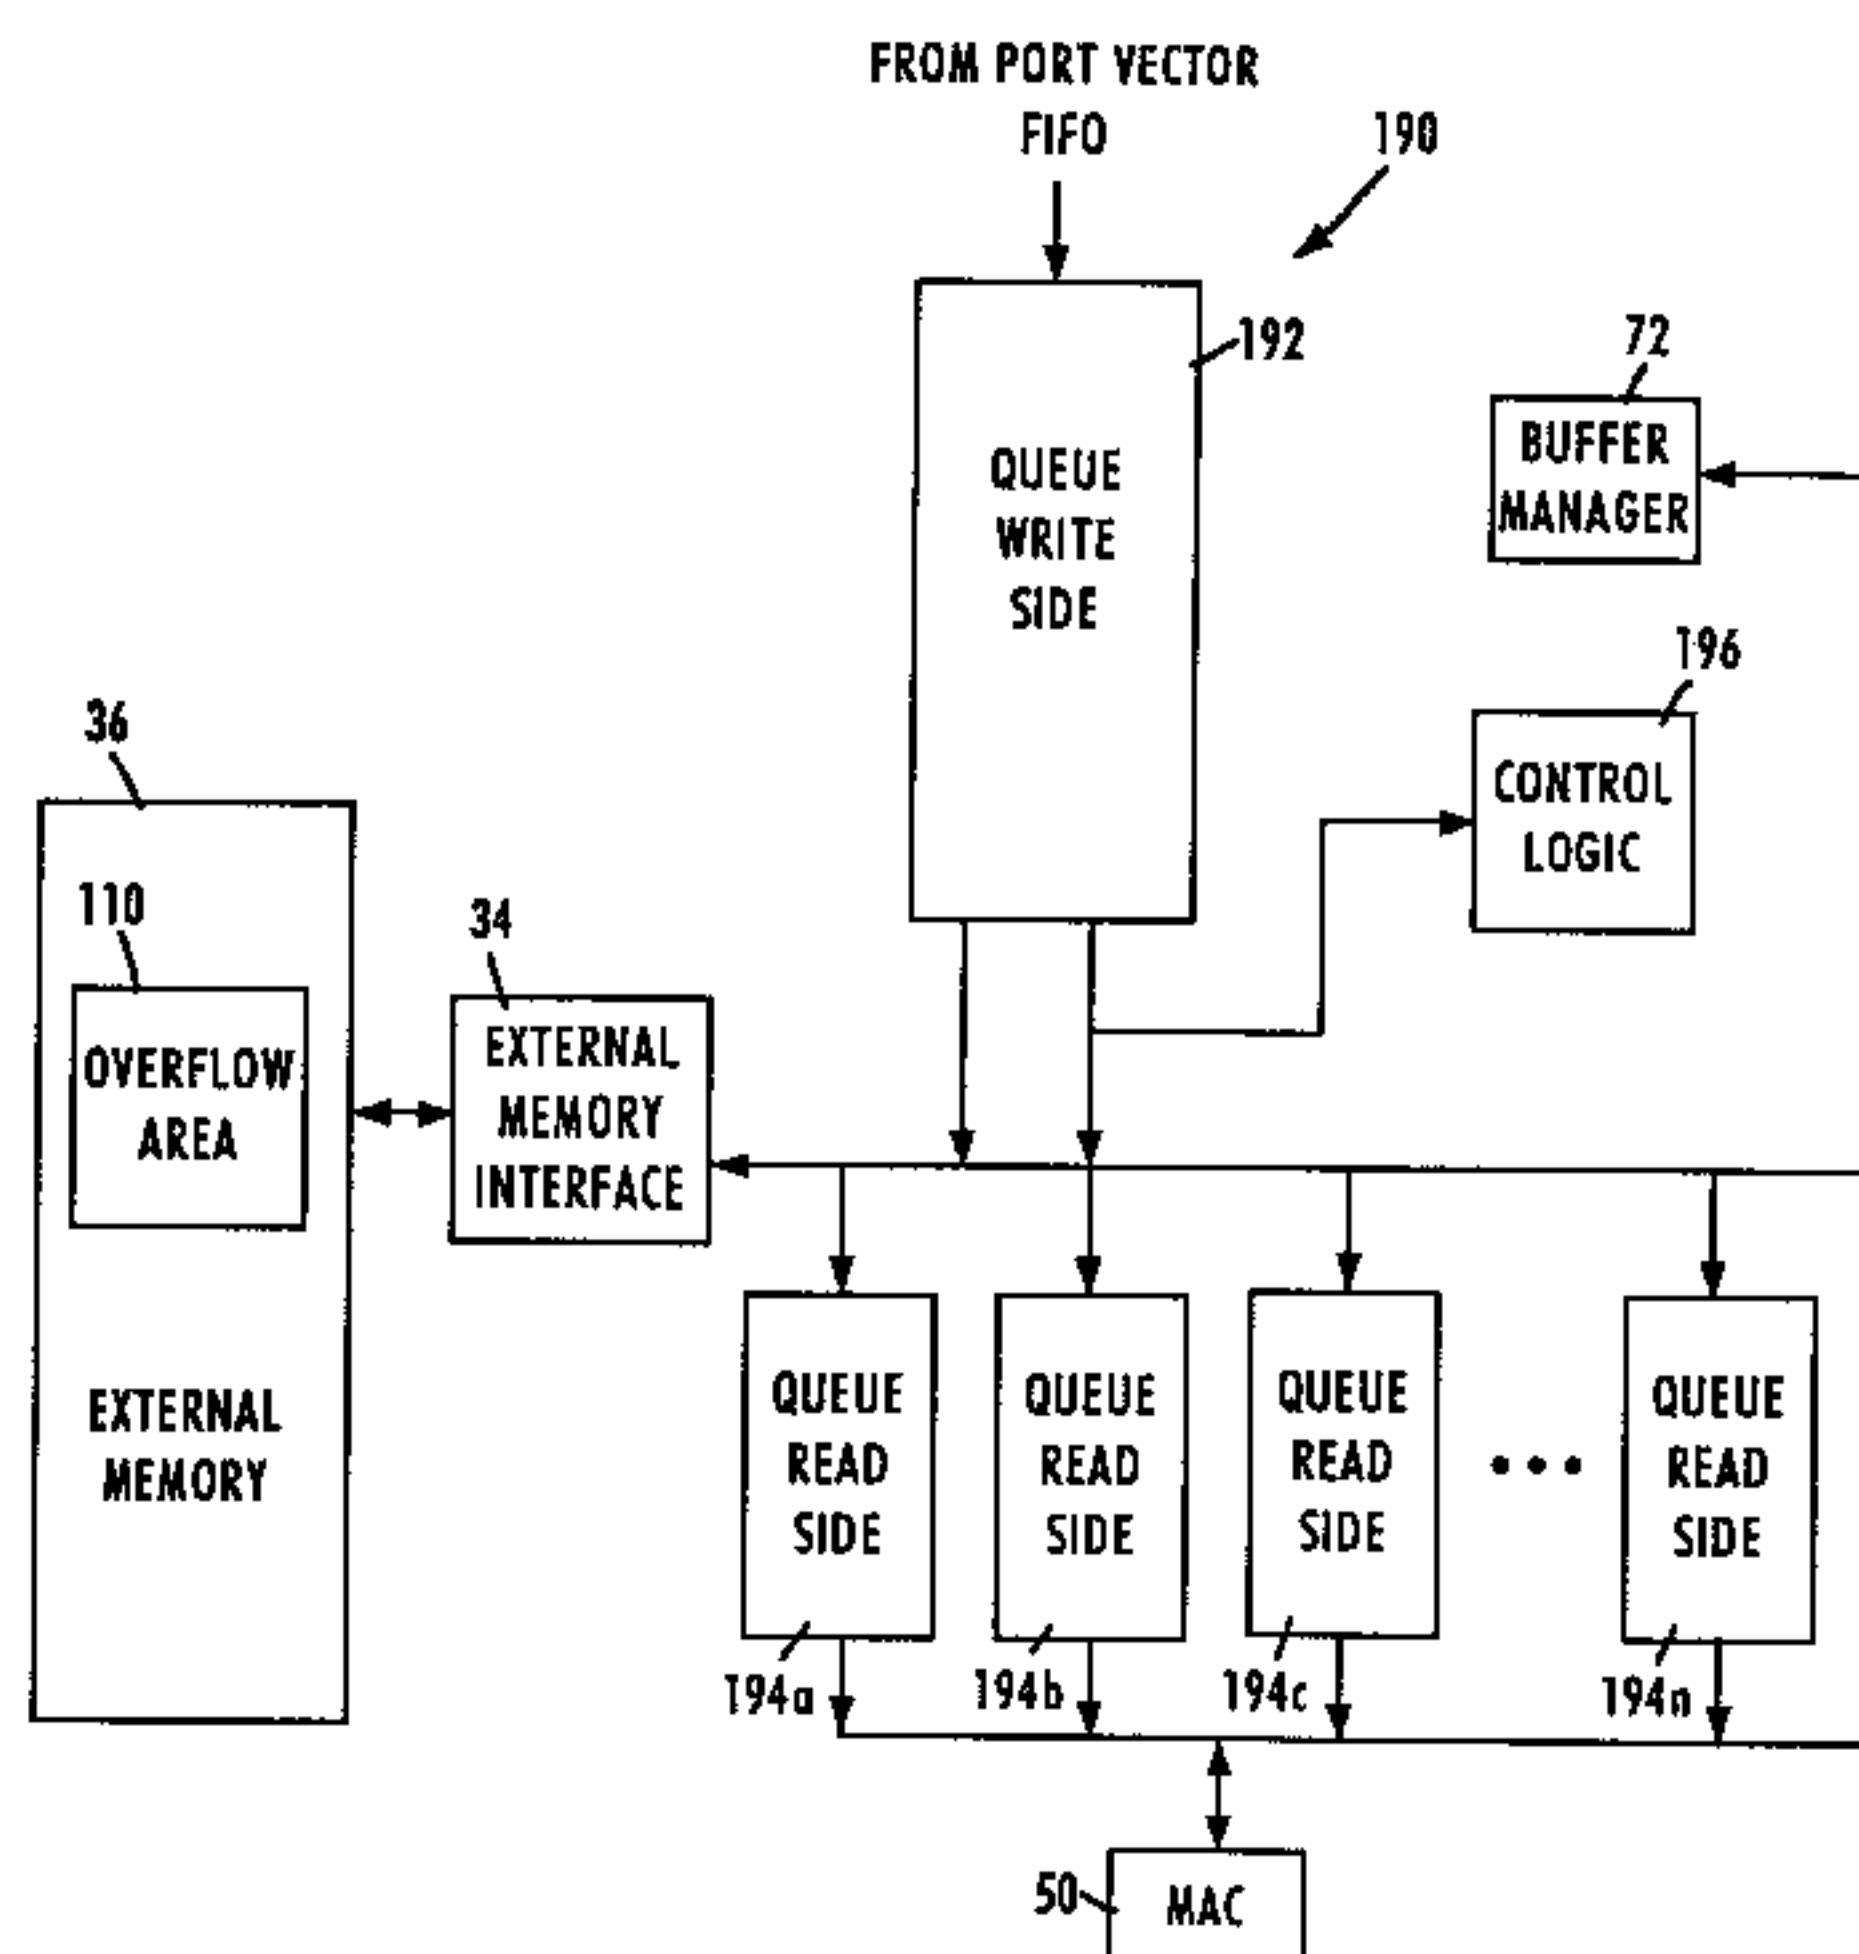 FROM PORT VECTOR
FIFO
190
192
QUEUE
WRITE
SIDE
72
BUFFER
MANAGER
196
CONTROL
LOGIC
36
110
OVERFLOW
AREA
EXTERNAL
MEMORY
34
EXTERNAL
MEMORY
INTERFACE
QUEUE
READ
SIDE
194a
QUEUE
READ
SIDE
194b
QUEUE
READ
SIDE
194c
• • •
QUEUE
READ
SIDE
194n
50
MAC